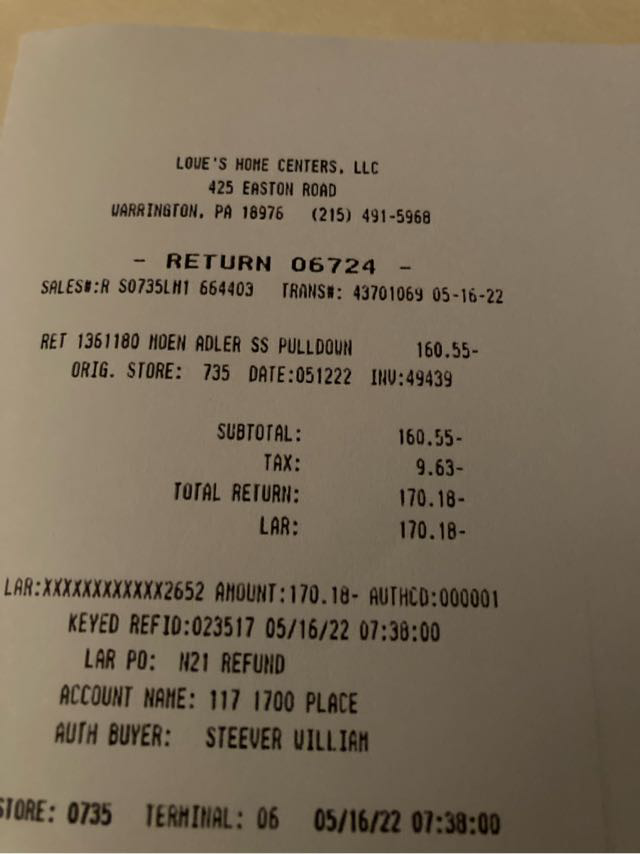 LOWE'S HOME CENTERS, LLC
425 EASTON ROAD
WARRINGTON, PA 18976 (215) 491-5968
- RETURN 06724 -
SALES#:R S0735LM1 664403 TRANS#: 43701069 05-16-22
RET 1361180 MOEN ADLER SS PULLDOWN 160.55-
ORIG. STORE: 735 DATE:051222 INV:49439
SUBTOTAL: 160.55-
TAX: 9.63-
TOTAL RETURN: 170.18-
LAR: 170.18-
LAR:XXXXXXXXXXXX2652 AMOUNT:170.18- AUTHCD:000001
KEYED REFID:023517 05/16/22 07:38:00
LAR PO: N21 REFUND
ACCOUNT NAME: 117 1700 PLACE
AUTH BUYER: STEEVER WILLIAM
STORE: 0735 TERMINAL: 06 05/16/22 07:38:00